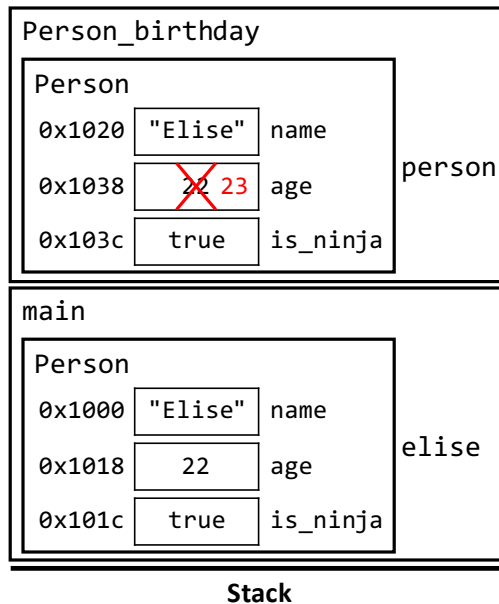 Person_birthday
Person
0x1020 "Elise" name
0x1038 22 23 age
person
0x103c true is_ninja
main
Person
0x1000 "Elise" name
0x1018 22 age
elise
0x101c true is_ninja
Stack